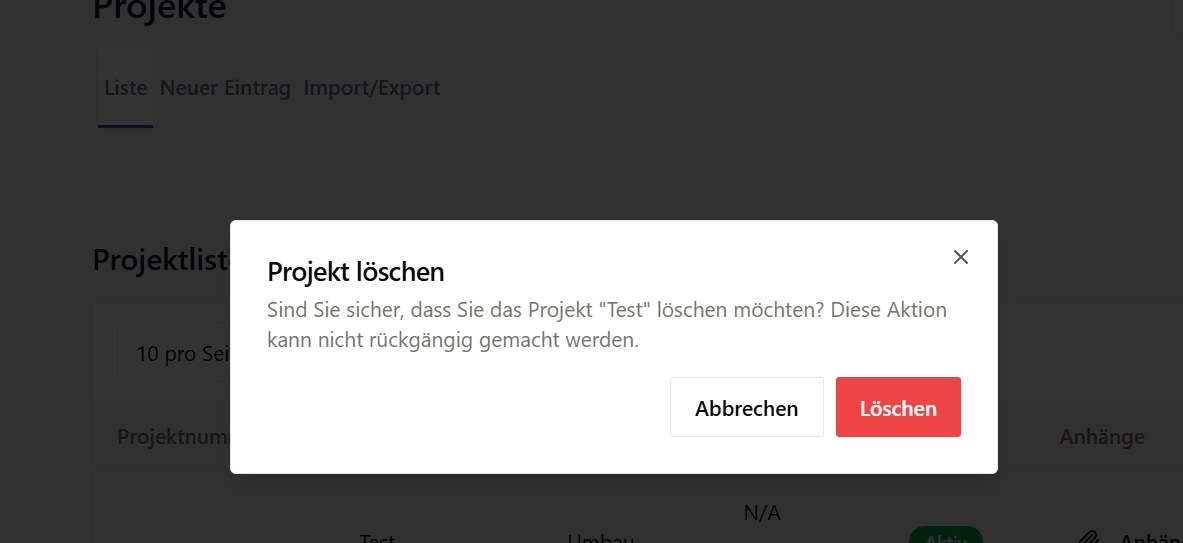 Projekte
Liste Neuer Eintrag Import/Export
Projektliste
Projekt löschen
Sind Sie sicher, dass Sie das Projekt "Test" löschen möchten? Diese Aktion
kann nicht rückgängig gemacht werden.
10 pro Sei
Abbrechen Löschen
Projektnum Anhänge
N/A
Test Umbau Aktiv Anhän